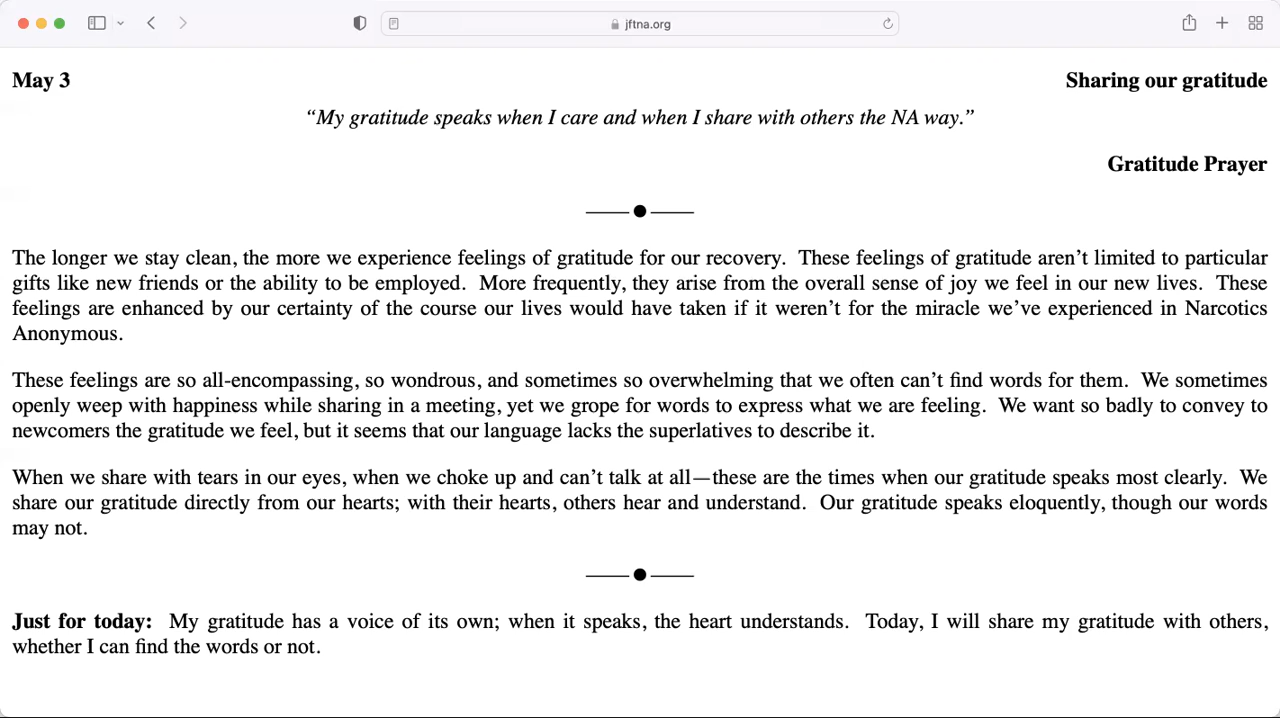 jftna.org
May 3
Sharing our gratitude
“My gratitude speaks when I care and when I share with others the NA way.”
Gratitude Prayer
The longer we stay clean, the more we experience feelings of gratitude for our recovery. These feelings of gratitude aren’t limited to particular
gifts like new friends or the ability to be employed. More frequently, they arise from the overall sense of joy we feel in our new lives. These
feelings are enhanced by our certainty of the course our lives would have taken if it weren’t for the miracle we’ve experienced in Narcotics
Anonymous.
These feelings are so all-encompassing, so wondrous, and sometimes so overwhelming that we often can’t find words for them. We sometimes
openly weep with happiness while sharing in a meeting, yet we grope for words to express what we are feeling. We want so badly to convey to
newcomers the gratitude we feel, but it seems that our language lacks the superlatives to describe it.
When we share with tears in our eyes, when we choke up and can’t talk at all—these are the times when our gratitude speaks most clearly. We
share our gratitude directly from our hearts; with their hearts, others hear and understand. Our gratitude speaks eloquently, though our words
may not.
Just for today: My gratitude has a voice of its own; when it speaks, the heart understands. Today, I will share my gratitude with others,
whether I can find the words or not.